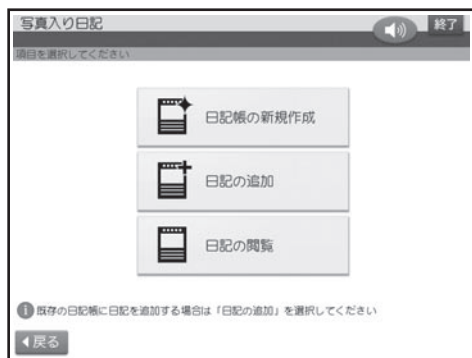 写真入り日記
終了
項目を選択してください
日記帳の新規作成
日記の追加
日記の閲覧
既存の日記帳に日記を追加する場合は「日記の追加」を選択してください
戻る